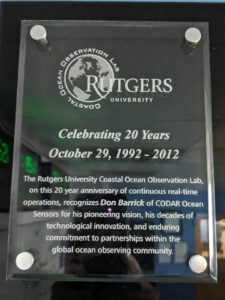 COASTAL OCEAN OBSERVATION LAB
RUTGERS
UNIVERSITY
Celebrating 20 Years
October 29, 1992 - 2012
The Rutgers University Coastal Ocean Observation Lab,
on this 20 year anniversary of continuous real-time
operations, recognizes Don Barrick of CODAR Ocean
Sensors for his pioneering vision, his decades of
technological innovation, and enduring
commitment to partnerships within the
global ocean observing community.